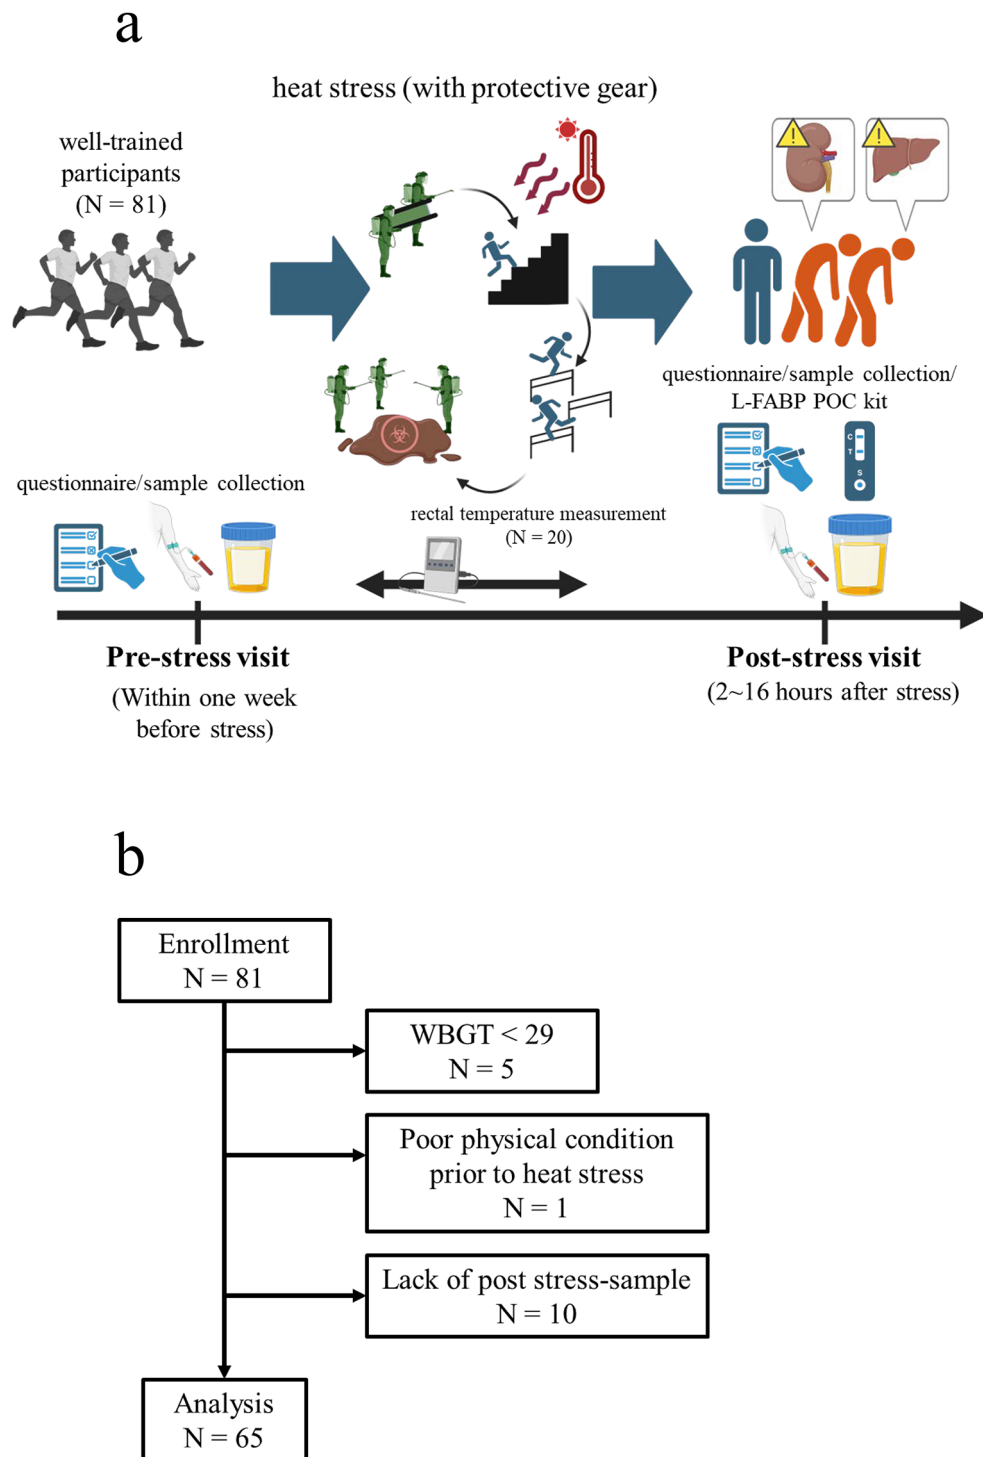 a
heat stress (with protective gear)
well-trained
participants
(N = 81)
questionnaire/sample collection/
L-FABP POC kit
C
T
S
questionnaire/sample collection
rectal temperature measurement
(N = 20)
Pre-stress visit
(Within one week
before stress)
Post-stress visit
(2~16 hours after stress)
b
Enrollment
N = 81
WBGT < 29
N = 5
Poor physical condition
prior to heat stress
N = 1
Lack of post stress-sample
N = 10
Analysis
N = 65